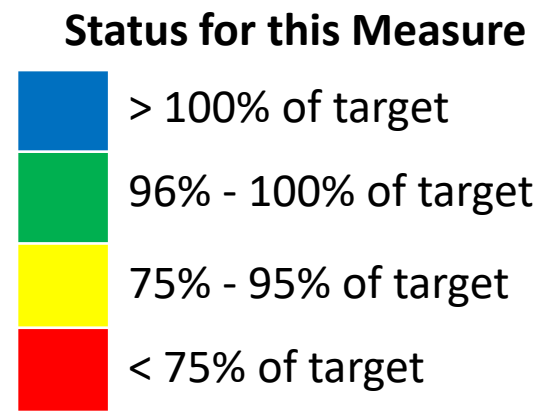 Status for this Measure
> 100% of target
96% - 100% of target
75% - 95% of target
< 75% of target